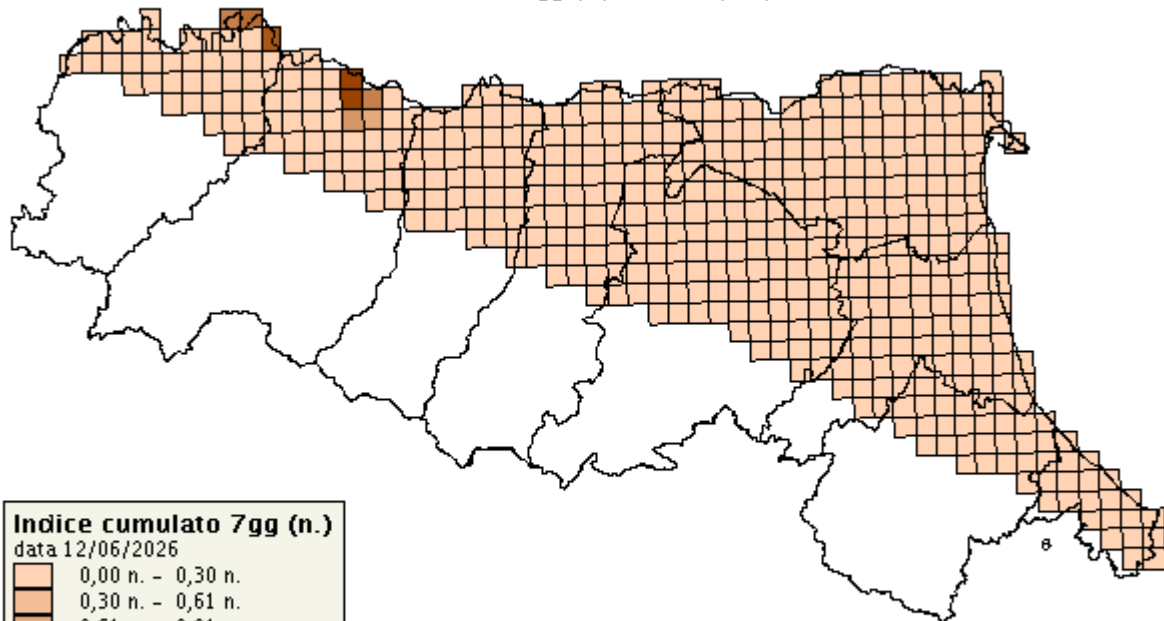 Indice cumulato 7gg (n.)
data 12/06/2026
0,00 n. - 0,30 n.
0,30 n. - 0,61 n.